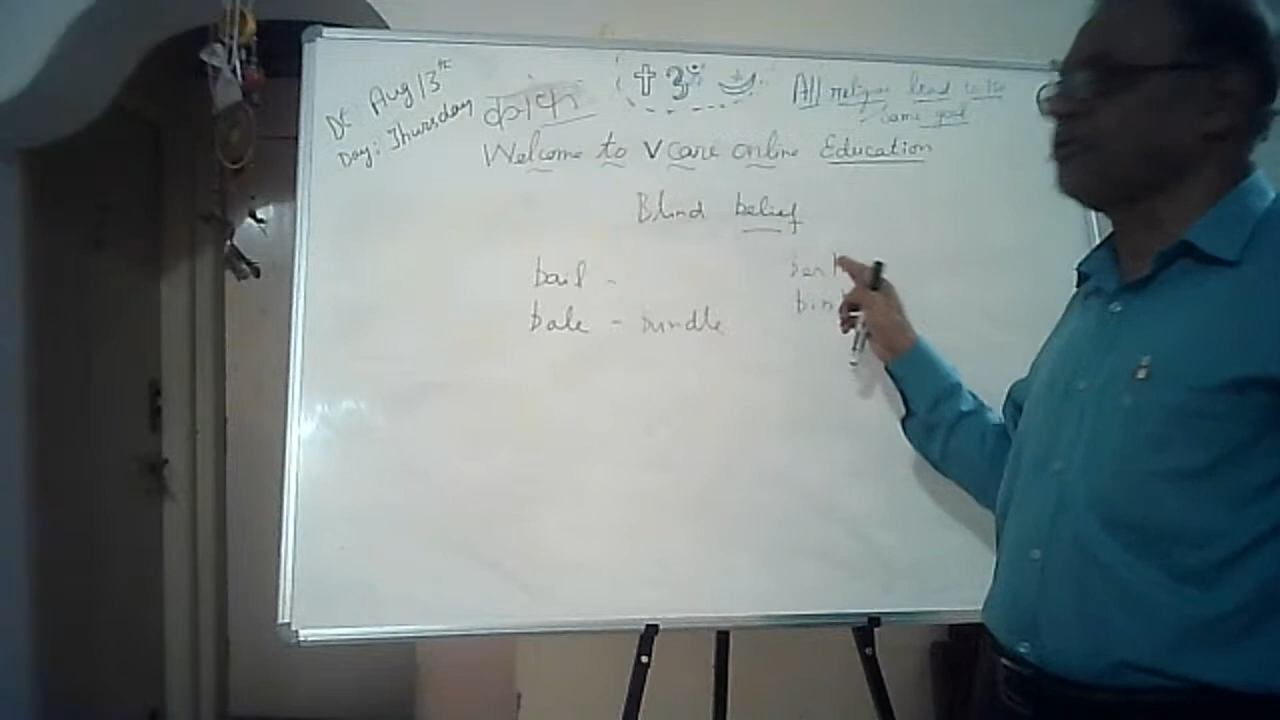 Dt Aug 13th
Day: Thursday
All religion lead to the
same goal
Welcome to V care online Education
Blind belief
bail -
bale - bundle